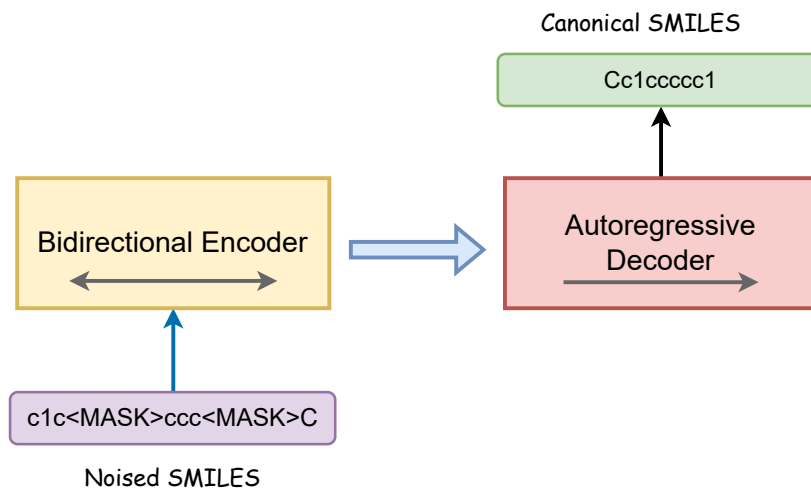 Canonical SMILES
Cc1ccccc1
Bidirectional Encoder
Autoregressive
Decoder
c1c<MASK>ccc<MASK>C
Noised SMILES